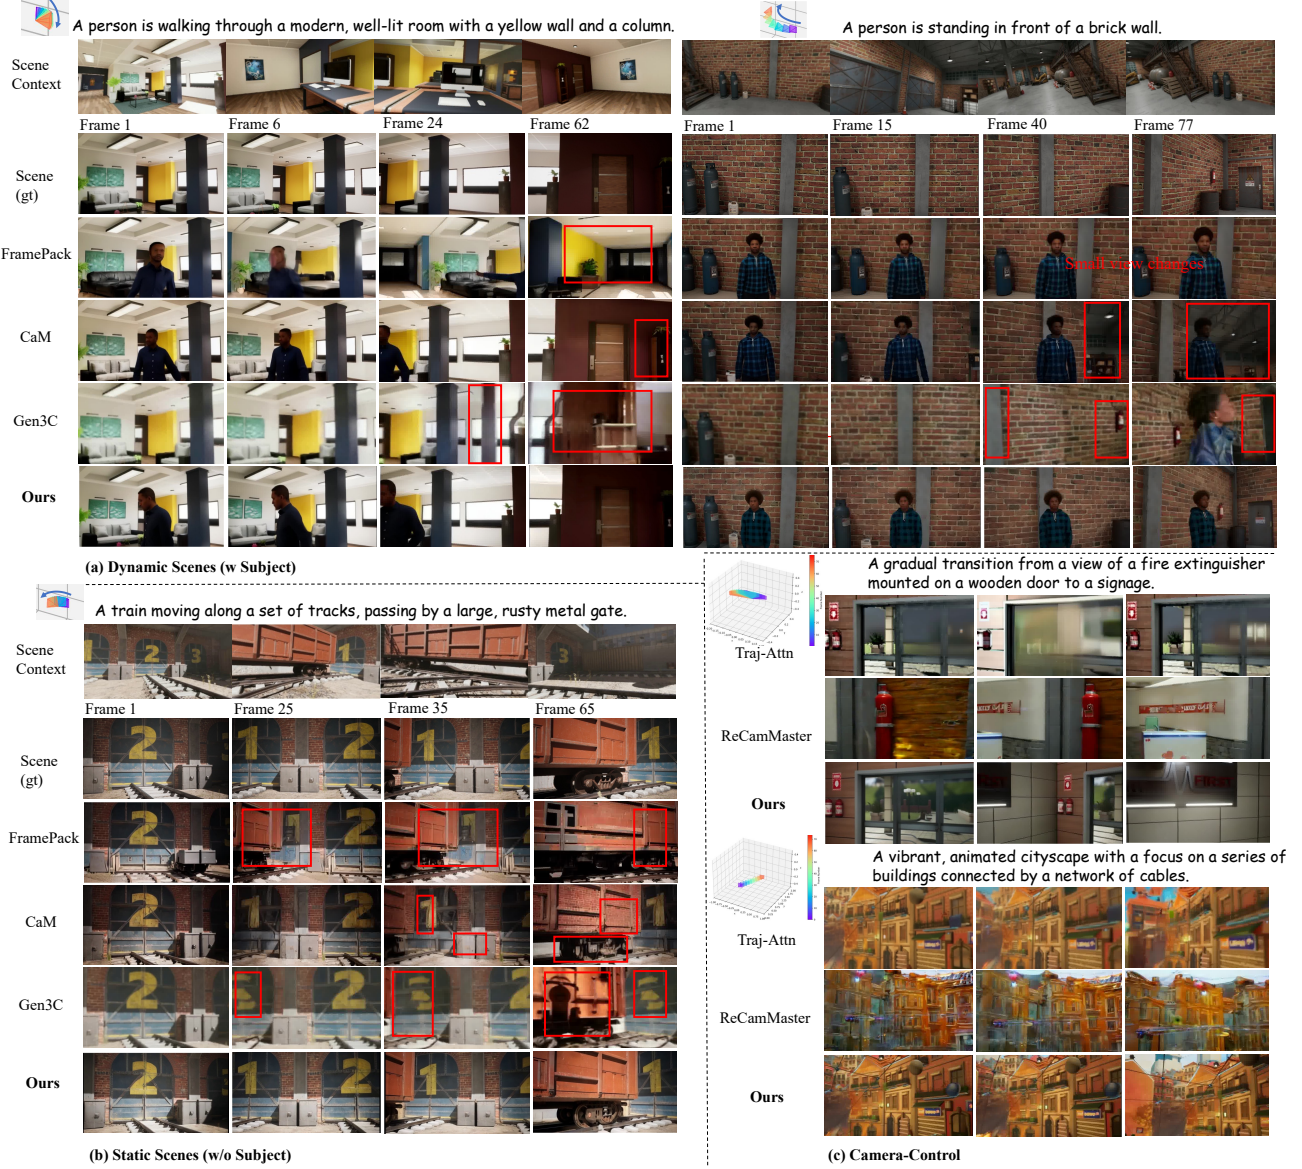 A person is walking through a modern, well-lit room with a yellow wall and a column.
Scene
Context
Frame 1
Frame 6
Frame 24
Frame 62
Scene
(gt)
FramePack
CaM
Gen3C
Ours
(a) Dynamic Scenes (w Subject)
A person is standing in front of a brick wall.
Frame 1
Frame 15
Frame 40
Frame 77
Small view changes
A train moving along a set of tracks, passing by a large, rusty metal gate.
Scene
Context
Frame 1
Frame 25
Frame 35
Frame 65
Scene
(gt)
FramePack
CaM
Gen3C
Ours
(b) Static Scenes (w/o Subject)
A gradual transition from a view of a fire extinguisher
mounted on a wooden door to a signage.
Traj-Attn
ReCamMaster
Ours
A vibrant, animated cityscape with a focus on a series of
buildings connected by a network of cables.
Traj-Attn
ReCamMaster
Ours
(c) Camera-Control